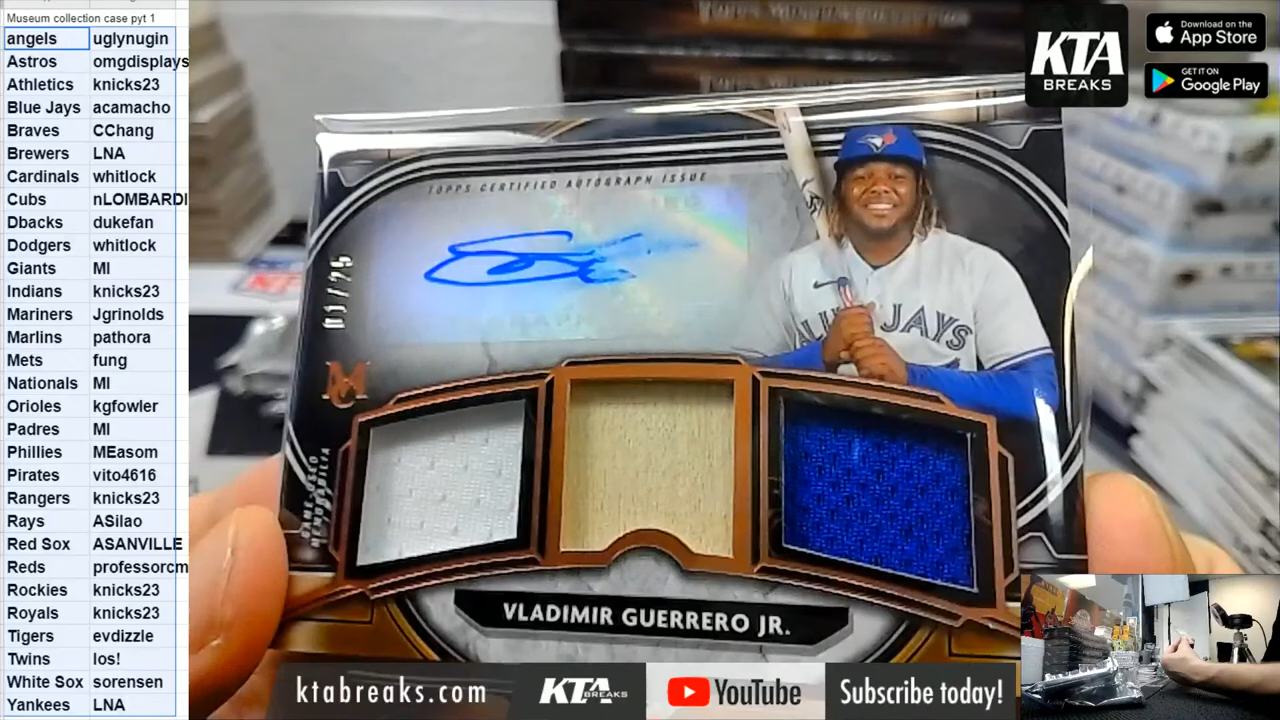 Museum collection case pyt 1
angels uglynugin
Astros omgdisplays
Athletics knicks23
Blue Jays acamacho
Braves CChang
Brewers LNA
Cardinals whitlock
Cubs nLOMBARDI
Dbacks dukefan
Dodgers whitlock
Giants MI
Indians knicks23
Mariners Jgrinolds
Marlins pathora
Mets fung
Nationals MI
Orioles kgfowler
Padres MI
Phillies MEasom
Pirates vito4616
Rangers knicks23
Rays ASilao
Red Sox ASANVILLE
Reds professorcm
Rockies knicks23
Royals knicks23
Tigers evdizzle
Twins los!
White Sox sorensen
Yankees LNA
KTA
BREAKS
Download on the
App Store
GET IT ON
Google Play
TOPPS CERTIFIED AUTOGRAPH ISSUE
01/25
M
JAYS
GAME-USED
MEMORABILIA
VLADIMIR GUERRERO JR.
ktabreaks.com
KTA BREAKS
YouTube
Subscribe today!